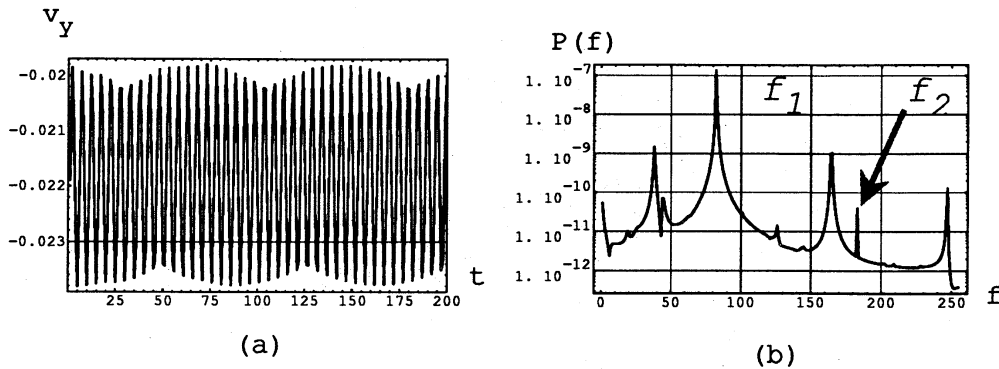 v_y
-0.02
-0.021
-0.022
-0.023
25 50 75 100 125 150 175 200
t
(a)
P(f)
1. 10^-7
1. 10^-8
1. 10^-9
1. 10^-10
1. 10^-11
1. 10^-12
f_1
f_2
0 50 100 150 200 250
f
(b)